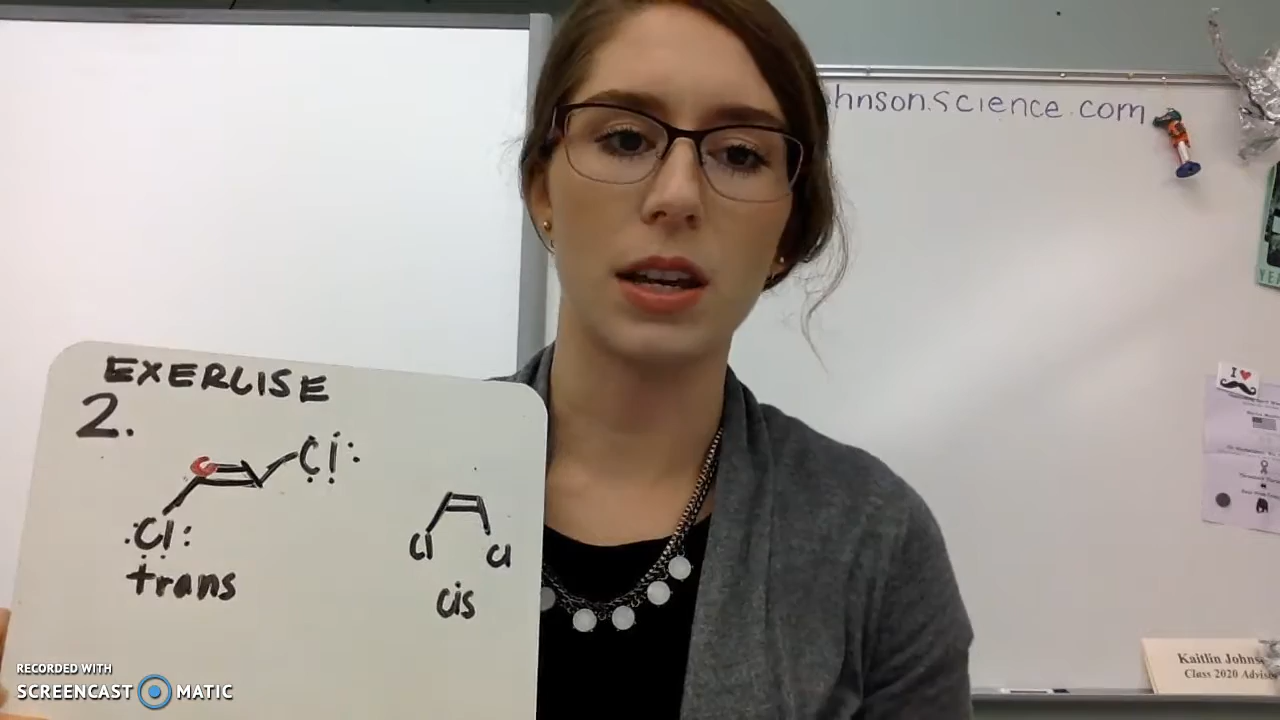 hnson.science.com
I
EXERCISE
2.
Cl
Cl
trans
Cl Cl
cis
RECORDED WITH
SCREENCAST MATIC
Kaitlin Johns
Class 2020 Adviso